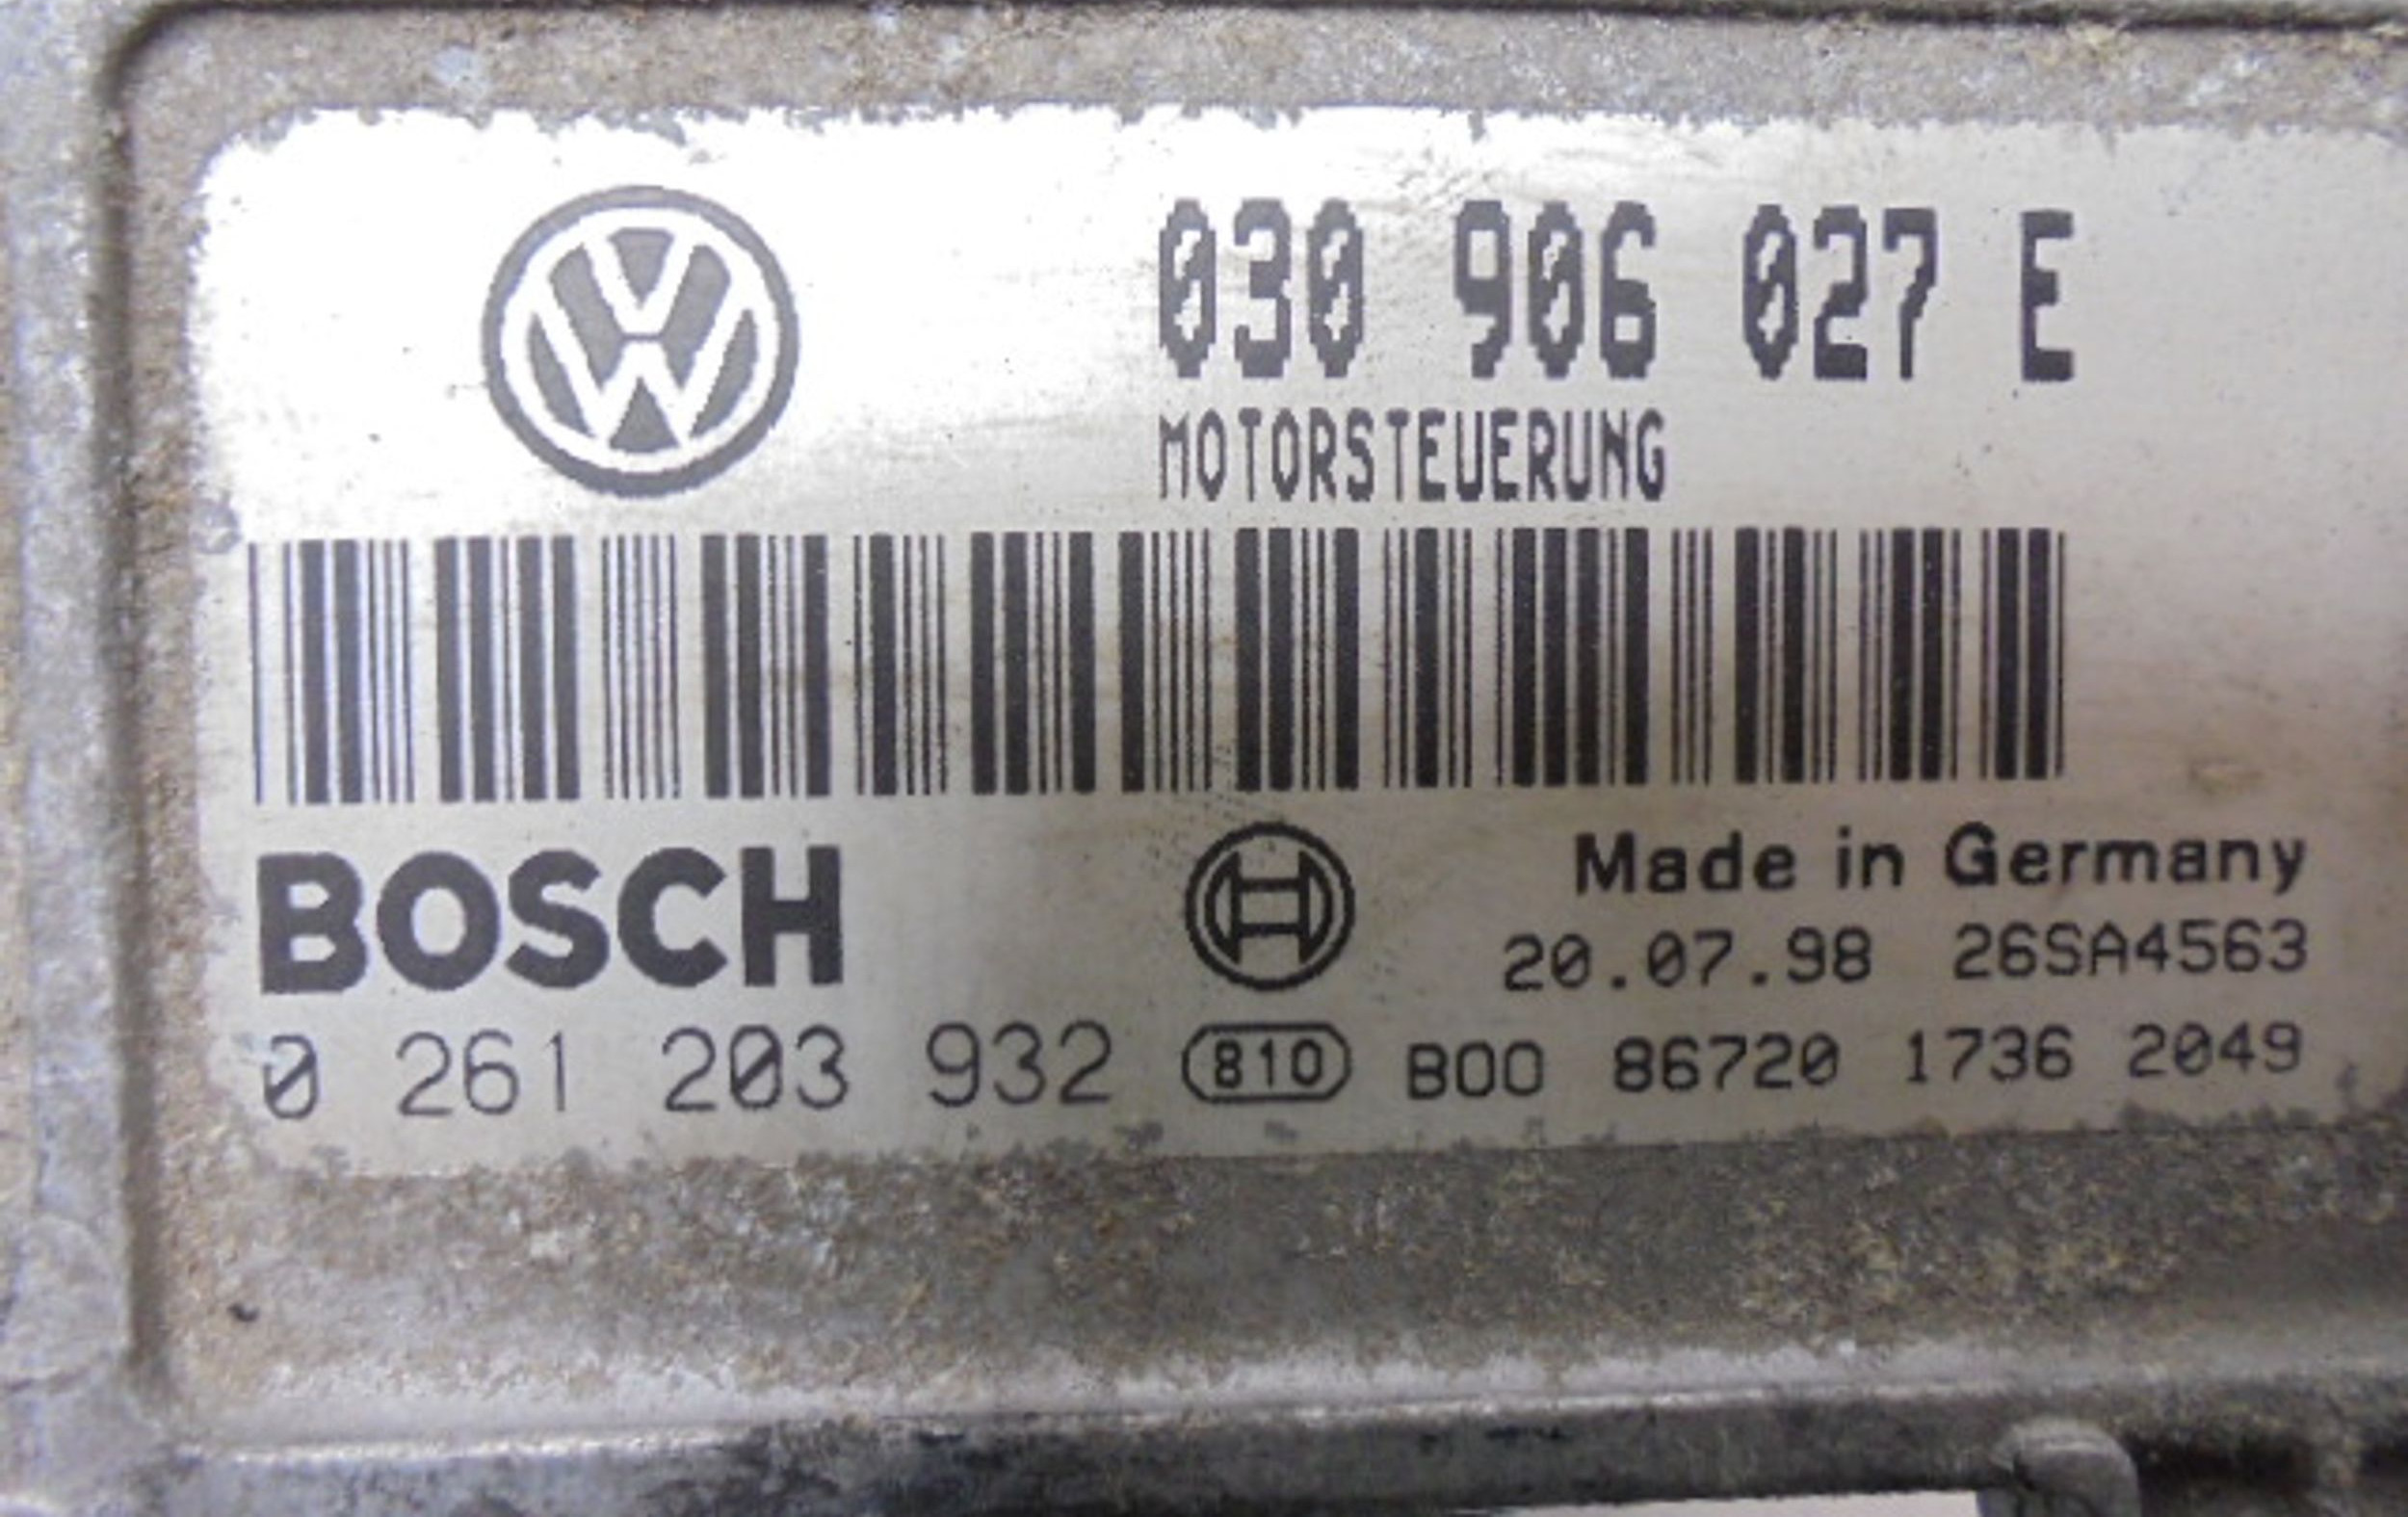 030 906 027 E
MOTORSTEUERUNG
BOSCH
Made in Germany
20.07.98 26SA4563
0 261 203 932 810 B00 86720 1736 2049